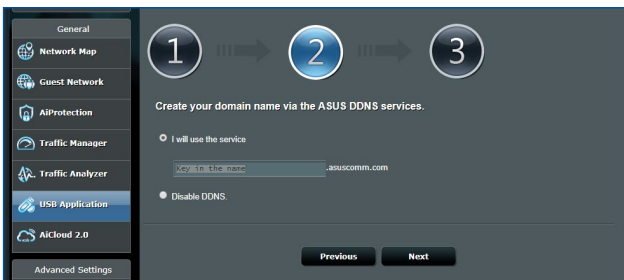 General
Network Map
Guest Network
AiProtection
Traffic Manager
Traffic Analyzer
USB Application
AiCloud 2.0
Advanced Settings
1
2
3
Create your domain name via the ASUS DDNS services.
I will use the service
Key in the name .asuscomm.com
Disable DDNS.
Previous Next